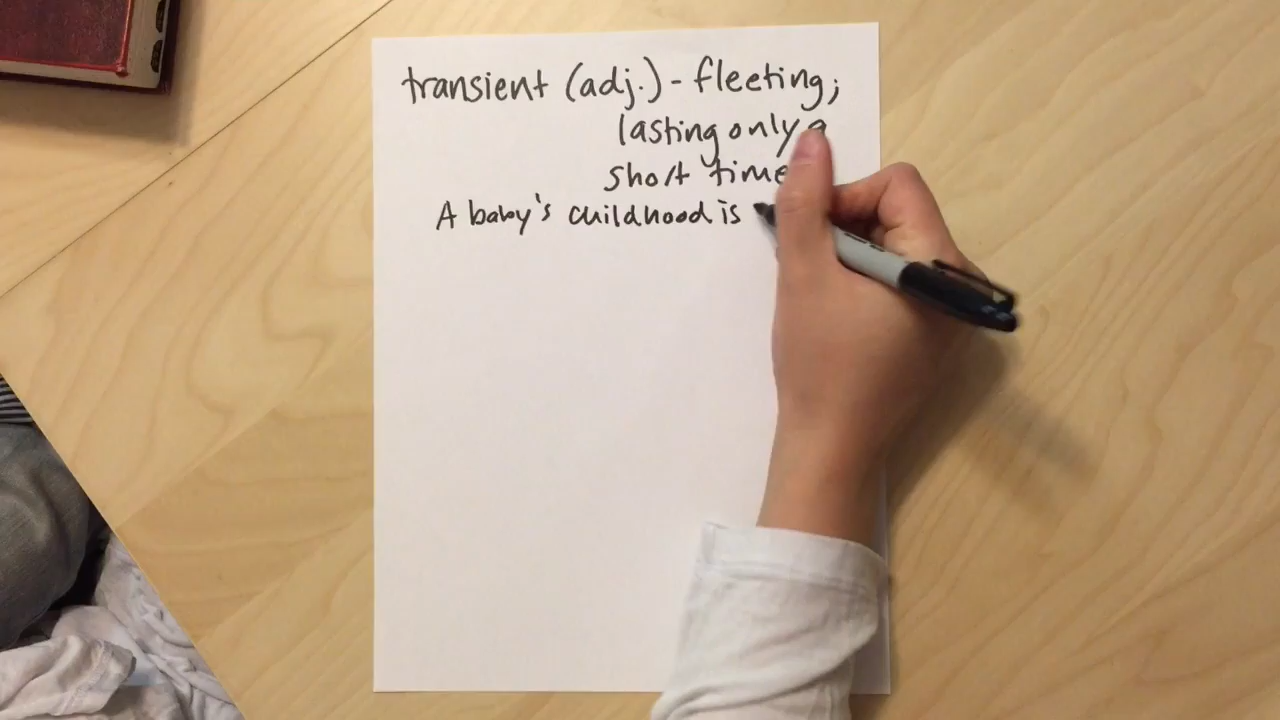 transient (adj.) - fleeting;
lasting only a
short time
A baby's childhood is